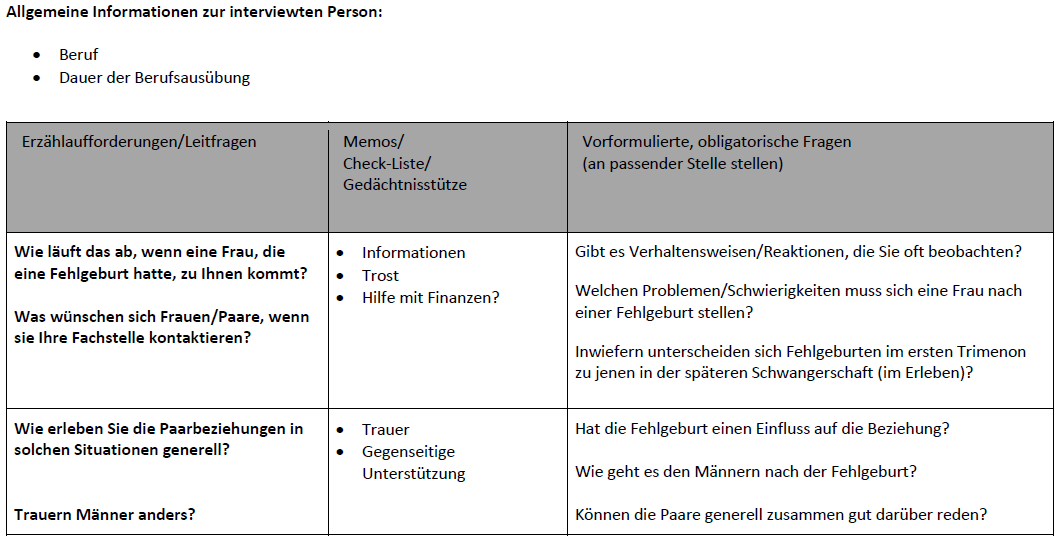 Allgemeine Informationen zur interviewten Person:
• Beruf
• Dauer der Berufsausübung
Erzählaufforderungen/Leitfragen
Memos/
Check-Liste/
Gedächtnisstütze
Vorformulierte, obligatorische Fragen
(an passender Stelle stellen)
Wie läuft das ab, wenn eine Frau, die
eine Fehlgeburt hatte, zu Ihnen kommt?
Was wünschen sich Frauen/Paare, wenn
sie Ihre Fachstelle kontaktieren?
• Informationen
• Trost
• Hilfe mit Finanzen?
Gibt es Verhaltensweisen/Reaktionen, die Sie oft beobachten?
Welchen Problemen/Schwierigkeiten muss sich eine Frau nach
einer Fehlgeburt stellen?
Inwiefern unterscheiden sich Fehlgeburten im ersten Trimenon
zu jenen in der späteren Schwangerschaft (im Erleben)?
Wie erleben Sie die Paarbeziehungen in
solchen Situationen generell?
Trauern Männer anders?
• Trauer
• Gegenseitige
Unterstützung
Hat die Fehlgeburt einen Einfluss auf die Beziehung?
Wie geht es den Männern nach der Fehlgeburt?
Können die Paare generell zusammen gut darüber reden?